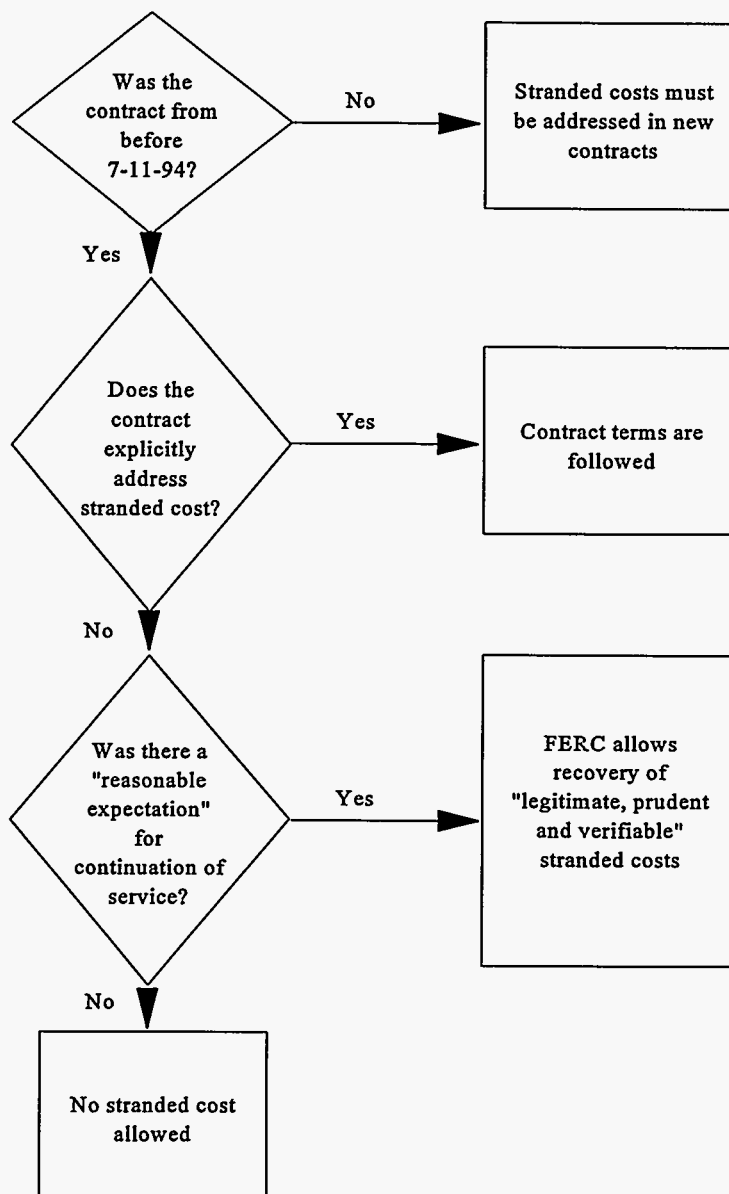 Was the
contract from
before
7-11-94?
No
Stranded costs must
be addressed in new
contracts
Yes
Does the
contract
explicitly
address
stranded cost?
Yes
Contract terms are
followed
No
Was there a
"reasonable
expectation"
for
continuation of
service?
Yes
FERC allows
recovery of
"legitimate, prudent
and verifiable"
stranded costs
No
No stranded cost
allowed